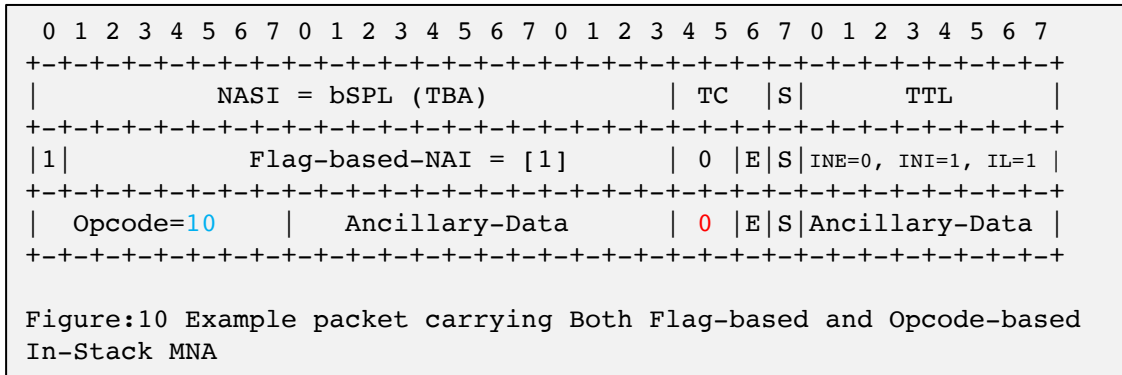 0 1 2 3 4 5 6 7 0 1 2 3 4 5 6 7 0 1 2 3 4 5 6 7 0 1 2 3 4 5 6 7
+-+-+-+-+-+-+-+-+-+-+-+-+-+-+-+-+-+-+-+-+-+-+-+-+-+-+-+-+-+-+-+-+
|            NASI = bSPL (TBA)          | TC  |S|      TTL      |
+-+-+-+-+-+-+-+-+-+-+-+-+-+-+-+-+-+-+-+-+-+-+-+-+-+-+-+-+-+-+-+-+
|1|            Flag-based-NAI = [1]     | 0 |E|S|INE=0, INI=1, IL=1 |
+-+-+-+-+-+-+-+-+-+-+-+-+-+-+-+-+-+-+-+-+-+-+-+-+-+-+-+-+-+-+-+-+
|  Opcode=10    |   Ancillary-Data      | 0 |E|S|Ancillary-Data |
+-+-+-+-+-+-+-+-+-+-+-+-+-+-+-+-+-+-+-+-+-+-+-+-+-+-+-+-+-+-+-+-+
Figure:10 Example packet carrying Both Flag-based and Opcode-based
In-Stack MNA